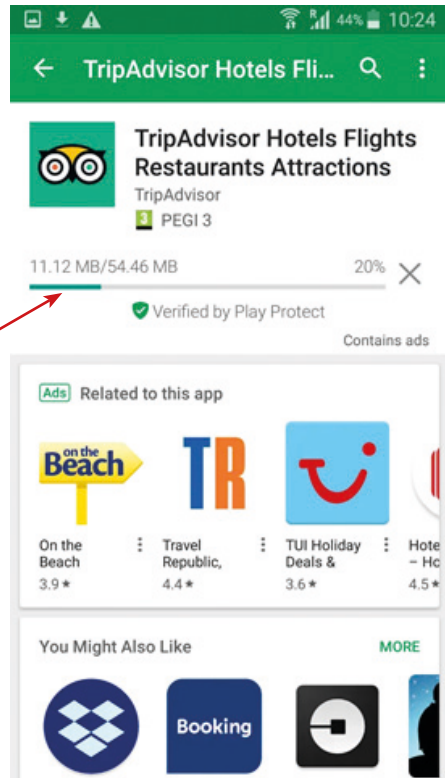 R 44% 10:24
TripAdvisor Hotels Fli...
TripAdvisor Hotels Flights
Restaurants Attractions
TripAdvisor
3 PEGI 3
11.12 MB/54.46 MB 20%
Verified by Play Protect
Contains ads
Ads Related to this app
on the
Beach
TR
On the
Beach
3.9★
Travel
Republic,
4.4★
TUI Holiday
Deals &
3.6★
Hote
– Ho
4.5★
You Might Also Like MORE
Booking